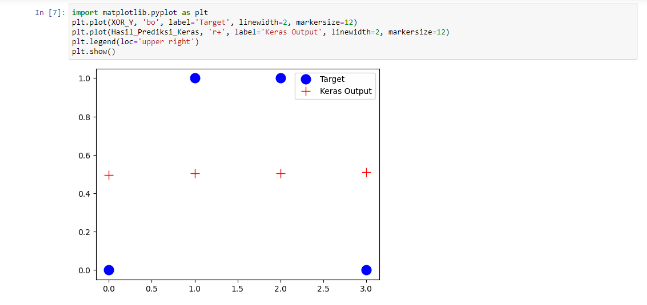 In [7]: import matplotlib.pyplot as plt
plt.plot(XOR_Y, 'bo', label='Target', linewidth=2, markersize=12)
plt.plot(Hasil_Prediksi_Keras, 'r+', label='Keras Output', linewidth=2, markersize=12)
plt.legend(loc='upper right')
plt.show()
1.0
Target
Keras Output
0.8
0.6
0.4
0.2
0.0
0.0 0.5 1.0 1.5 2.0 2.5 3.0